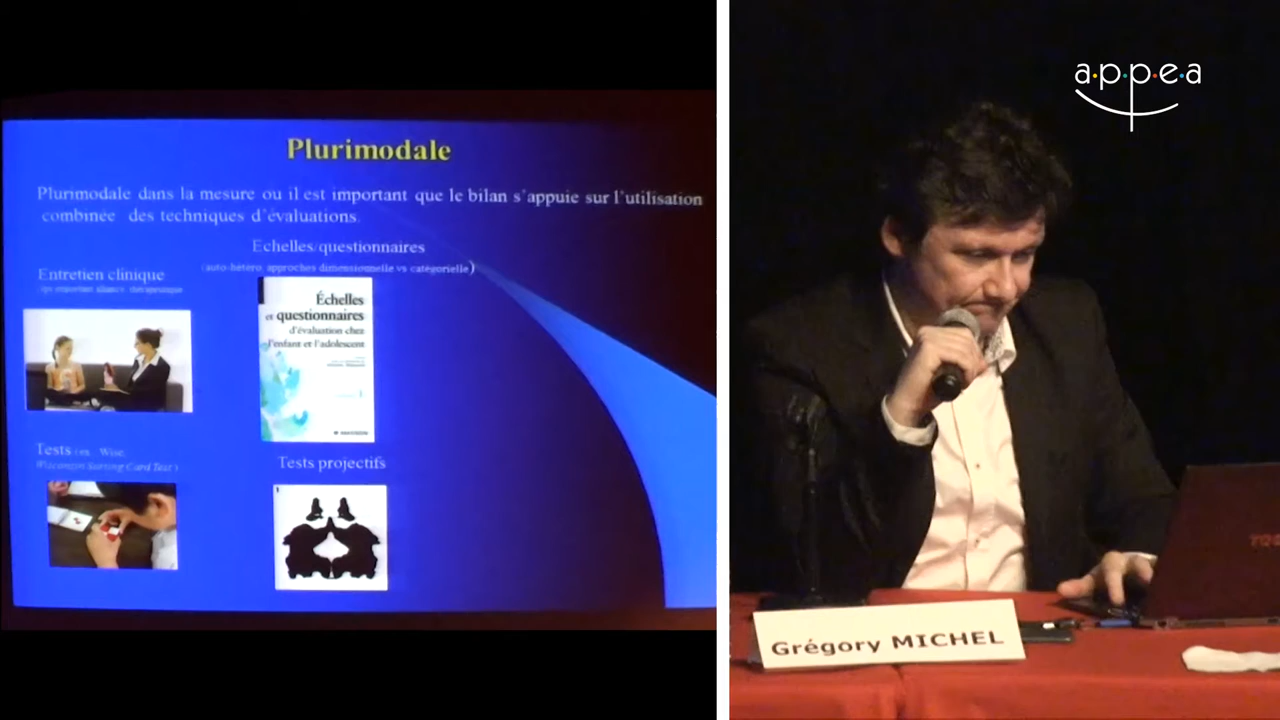 Plurimodale
Plurimodale dans la mesure ou il est important que le bilan s'appuie sur l'utilisation
combinée des techniques d'évaluations.
Echelles/questionnaires
(auto-hétéro, approches dimensionnelle vs catégorielle)
Entretien clinique
Échelles
et questionnaires
d'évaluation chez
l'enfant et l'adolescent
Tests (ex. Wisc,
Wisconsin Sorting Card Test)
Tests projectifs
a·p·p·e·a
Grégory MICHEL